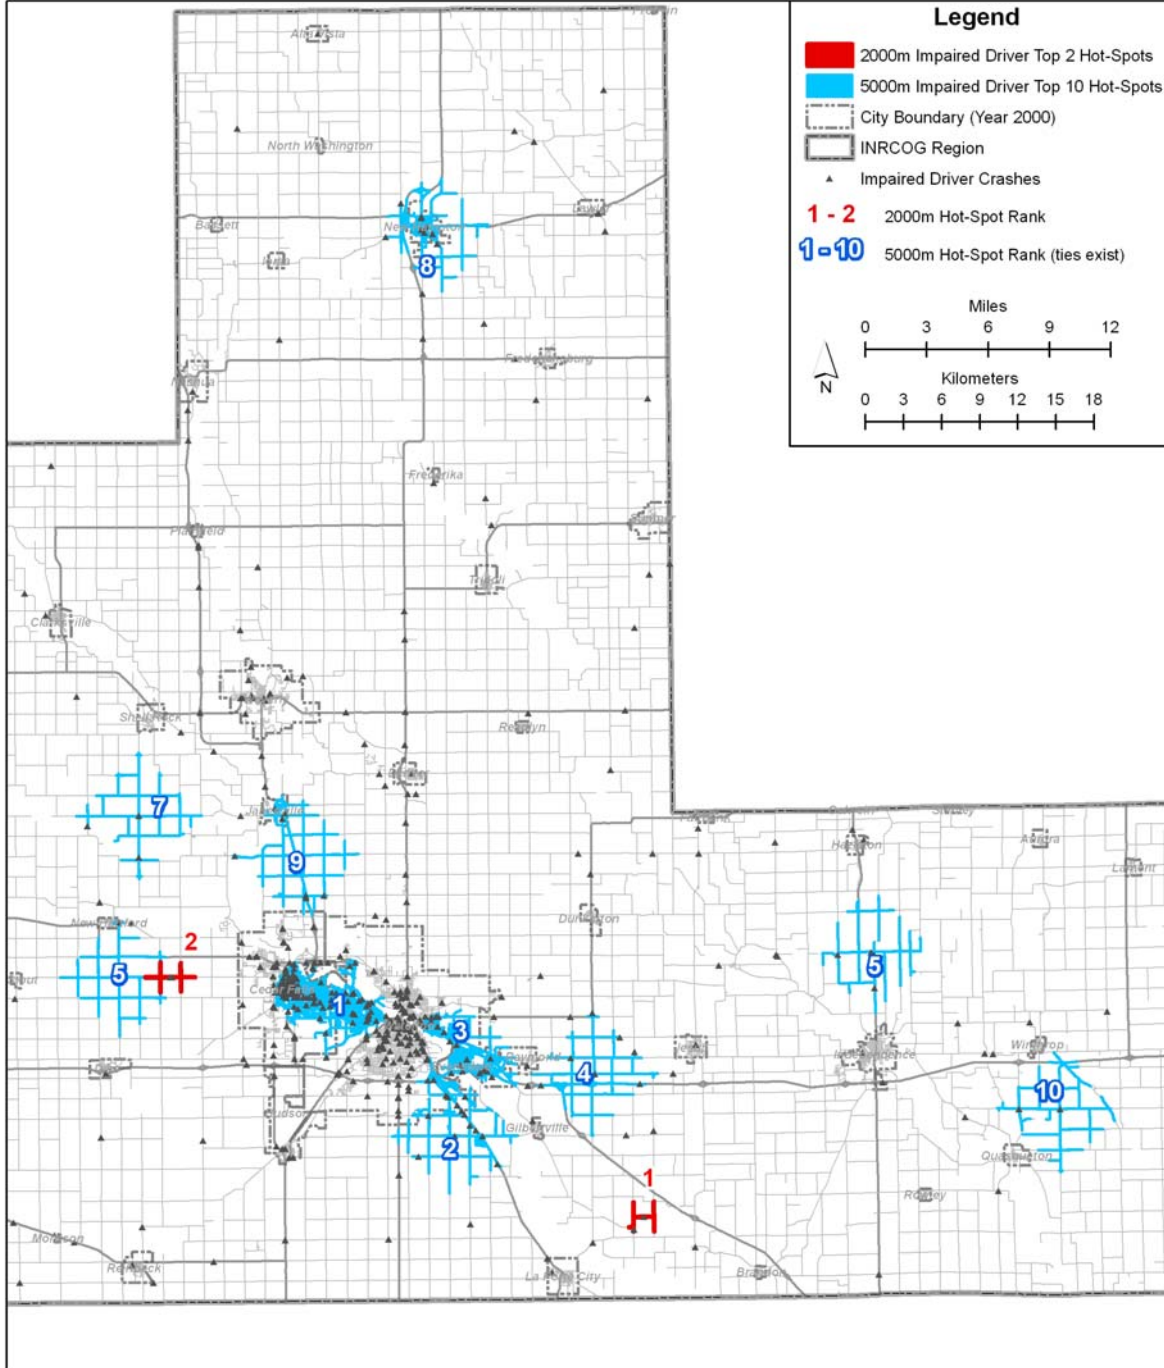 Legend
2000m Impaired Driver Top 2 Hot-Spots
5000m Impaired Driver Top 10 Hot-Spots
City Boundary (Year 2000)
INRCOG Region
Impaired Driver Crashes
1 - 2 2000m Hot-Spot Rank
1 - 10 5000m Hot-Spot Rank (ties exist)
Miles
0 3 6 9 12
N
Kilometers
0 3 6 9 12 15 18
Alta Vista
North Washington
Bassett
8
Fredericksburg
Nashua
Frederika
Plainfield
Tripoli
Clarksville
Shell Rock
Readlyn
7
9
Hazleton
Aurora
Lamont
New Hartford
Dunkerton
2
5
5
Cedar Falls
1
3
Raymond
4
Independence
Winthrop
10
Hudson
Gilbertville
2
Quasqueton
1
Rowley
Morrison
Reinbeck
La Porte City
Brandon